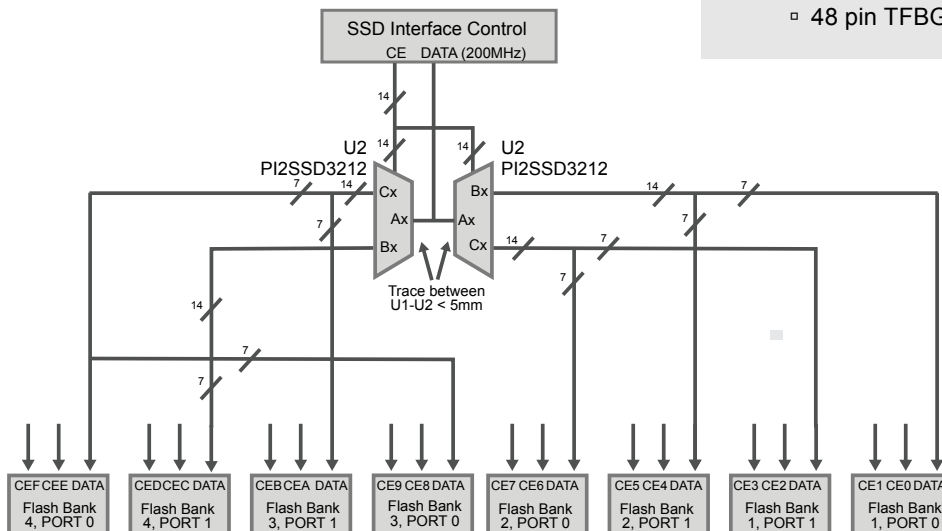 ▫ 48 pin TFBG
SSD Interface Control
CE DATA (200MHz)
14
14
14
U2
PI2SSD3212
U2
PI2SSD3212
7
14
Cx
Bx
14
7
7
Ax
Ax
7
Bx
Cx
14
7
7
Trace between
U1-U2 < 5mm
14
7
7
CEF CEE DATA
Flash Bank
4, PORT 0
CED CEC DATA
Flash Bank
4, PORT 1
CEB CEA DATA
Flash Bank
3, PORT 1
CE9 CE8 DATA
Flash Bank
3, PORT 0
CE7 CE6 DATA
Flash Bank
2, PORT 0
CE5 CE4 DATA
Flash Bank
2, PORT 1
CE3 CE2 DATA
Flash Bank
1, PORT 1
CE1 CE0 DATA
Flash Bank
1, PORT 0